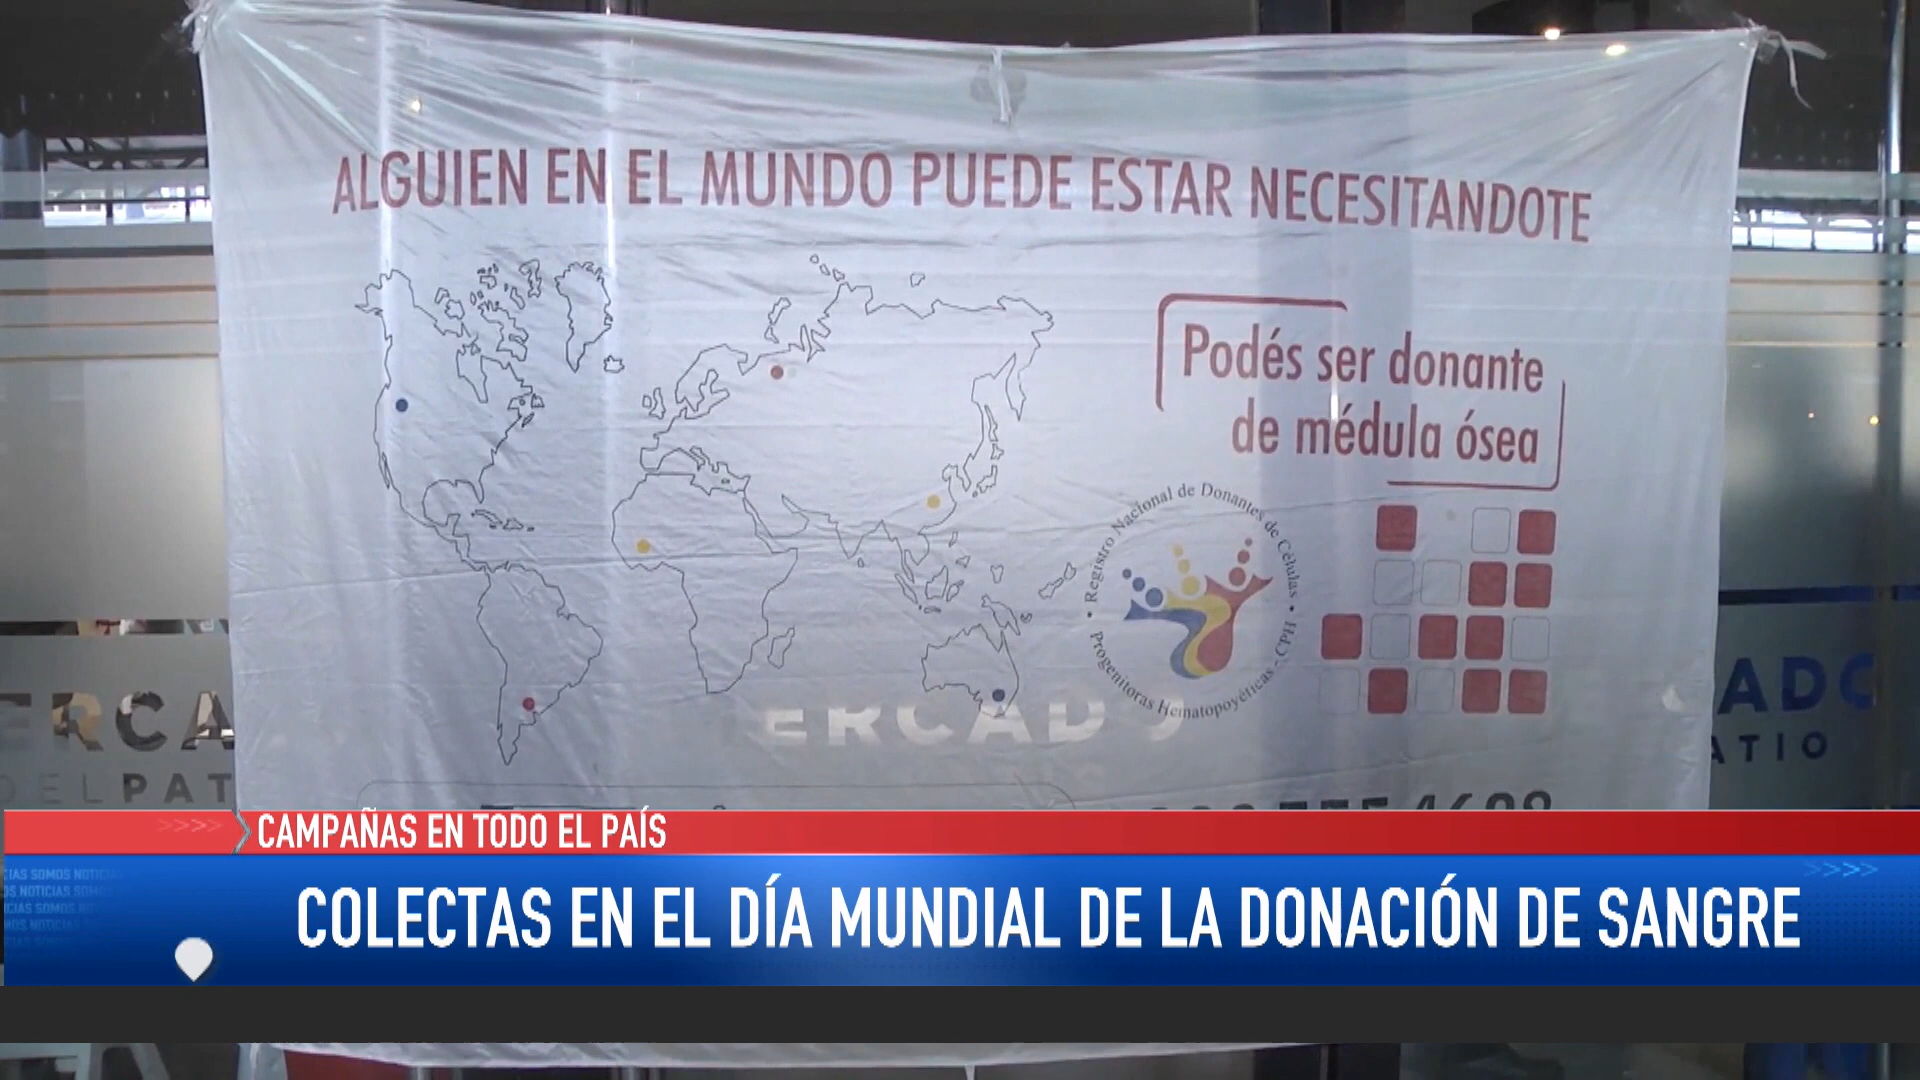 ALGUIEN EN EL MUNDO PUEDE ESTAR NECESITANDOTE
Podés ser donante
de médula ósea
• Registro Nacional de Donantes de Células •
Progenitoras Hematopoyéticas - CPH
CAMPAÑAS EN TODO EL PAÍS
COLECTAS EN EL DÍA MUNDIAL DE LA DONACIÓN DE SANGRE